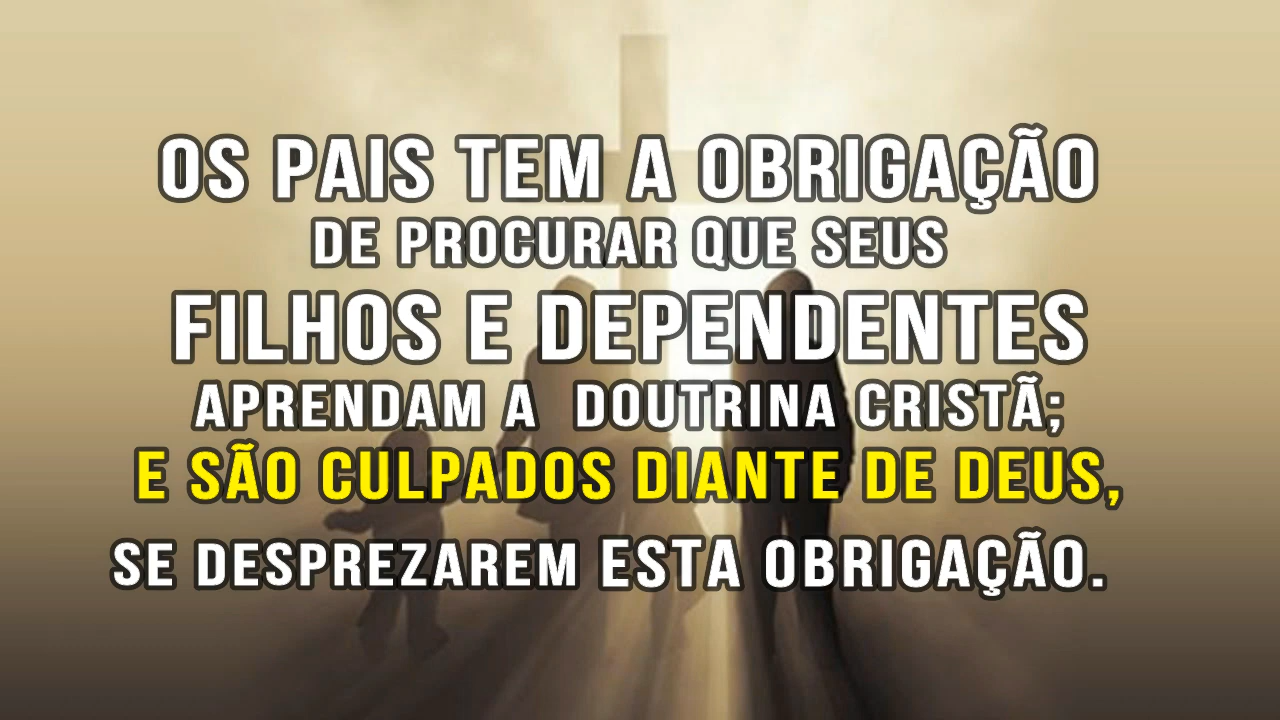 OS PAIS TEM A OBRIGAÇÃO
DE PROCURAR QUE SEUS
FILHOS E DEPENDENTES
APRENDAM A DOUTRINA CRISTÃ;
E SÃO CULPADOS DIANTE DE DEUS,
SE DESPREZAREM ESTA OBRIGAÇÃO.